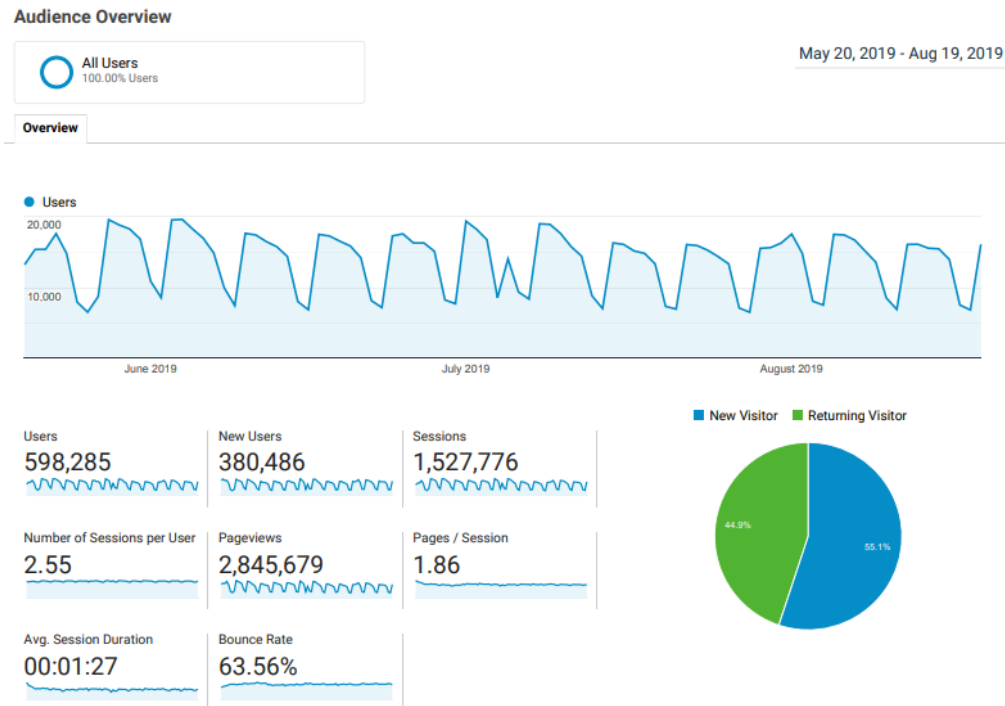 Audience Overview
All Users
100.00% Users
May 20, 2019 - Aug 19, 2019
Overview
Users
20,000
10,000
June 2019
July 2019
August 2019
Users
598,285
New Users
380,486
Sessions
1,527,776
Number of Sessions per User
2.55
Pageviews
2,845,679
Pages / Session
1.86
Avg. Session Duration
00:01:27
Bounce Rate
63.56%
New Visitor
Returning Visitor
44.9%
55.1%